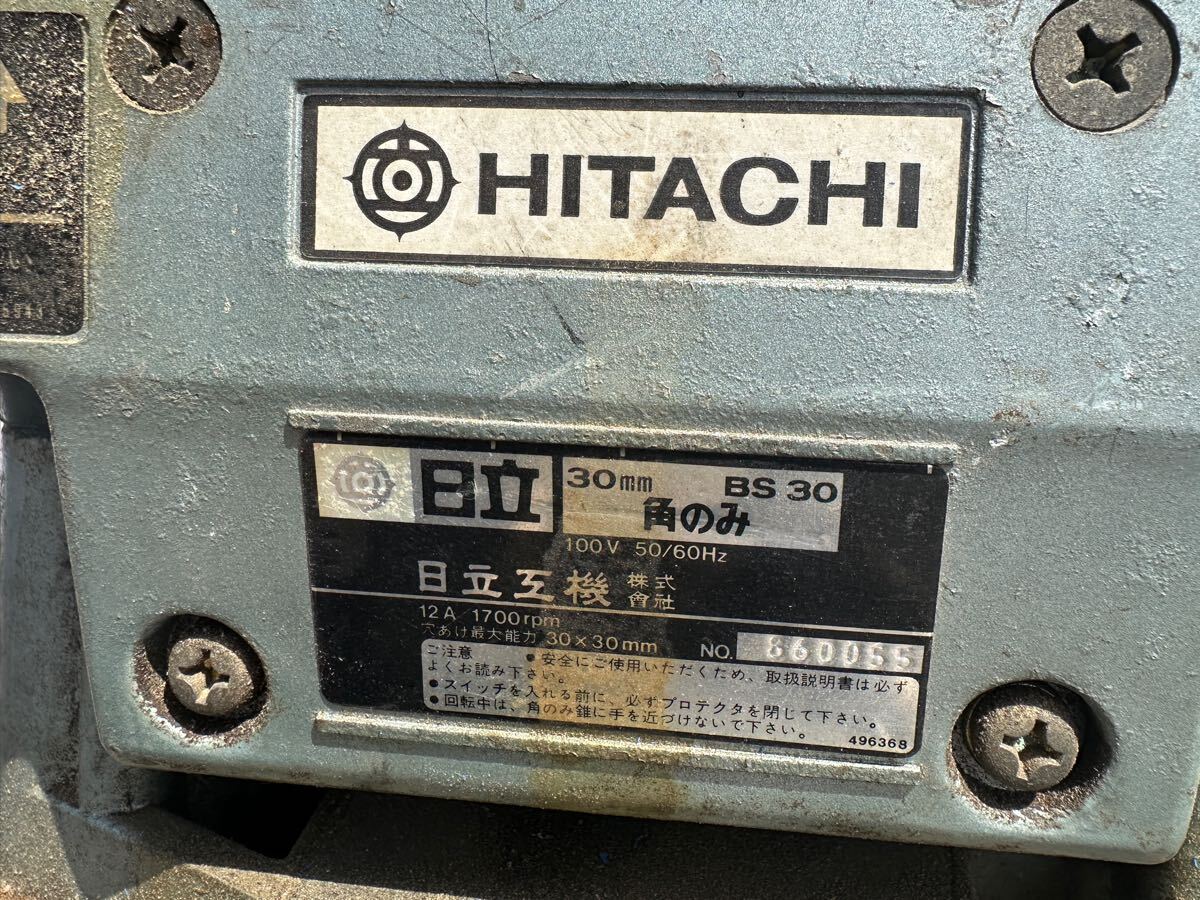 HITACHI
日立
30mm BS 30
角のみ
100V 50/60Hz
日立工機 株式會社
12A/1700rpm
穴あけ最大能力 30×30mm
NO. 860055
ご注意 ●安全にご使用いただくため、取扱説明書は必ず
よくお読み下さい。
●スイッチを入れる前に、必ずプロテクタを閉じて下さい。
●回転中は、角のみ錐に手を近づけないで下さい。
496368